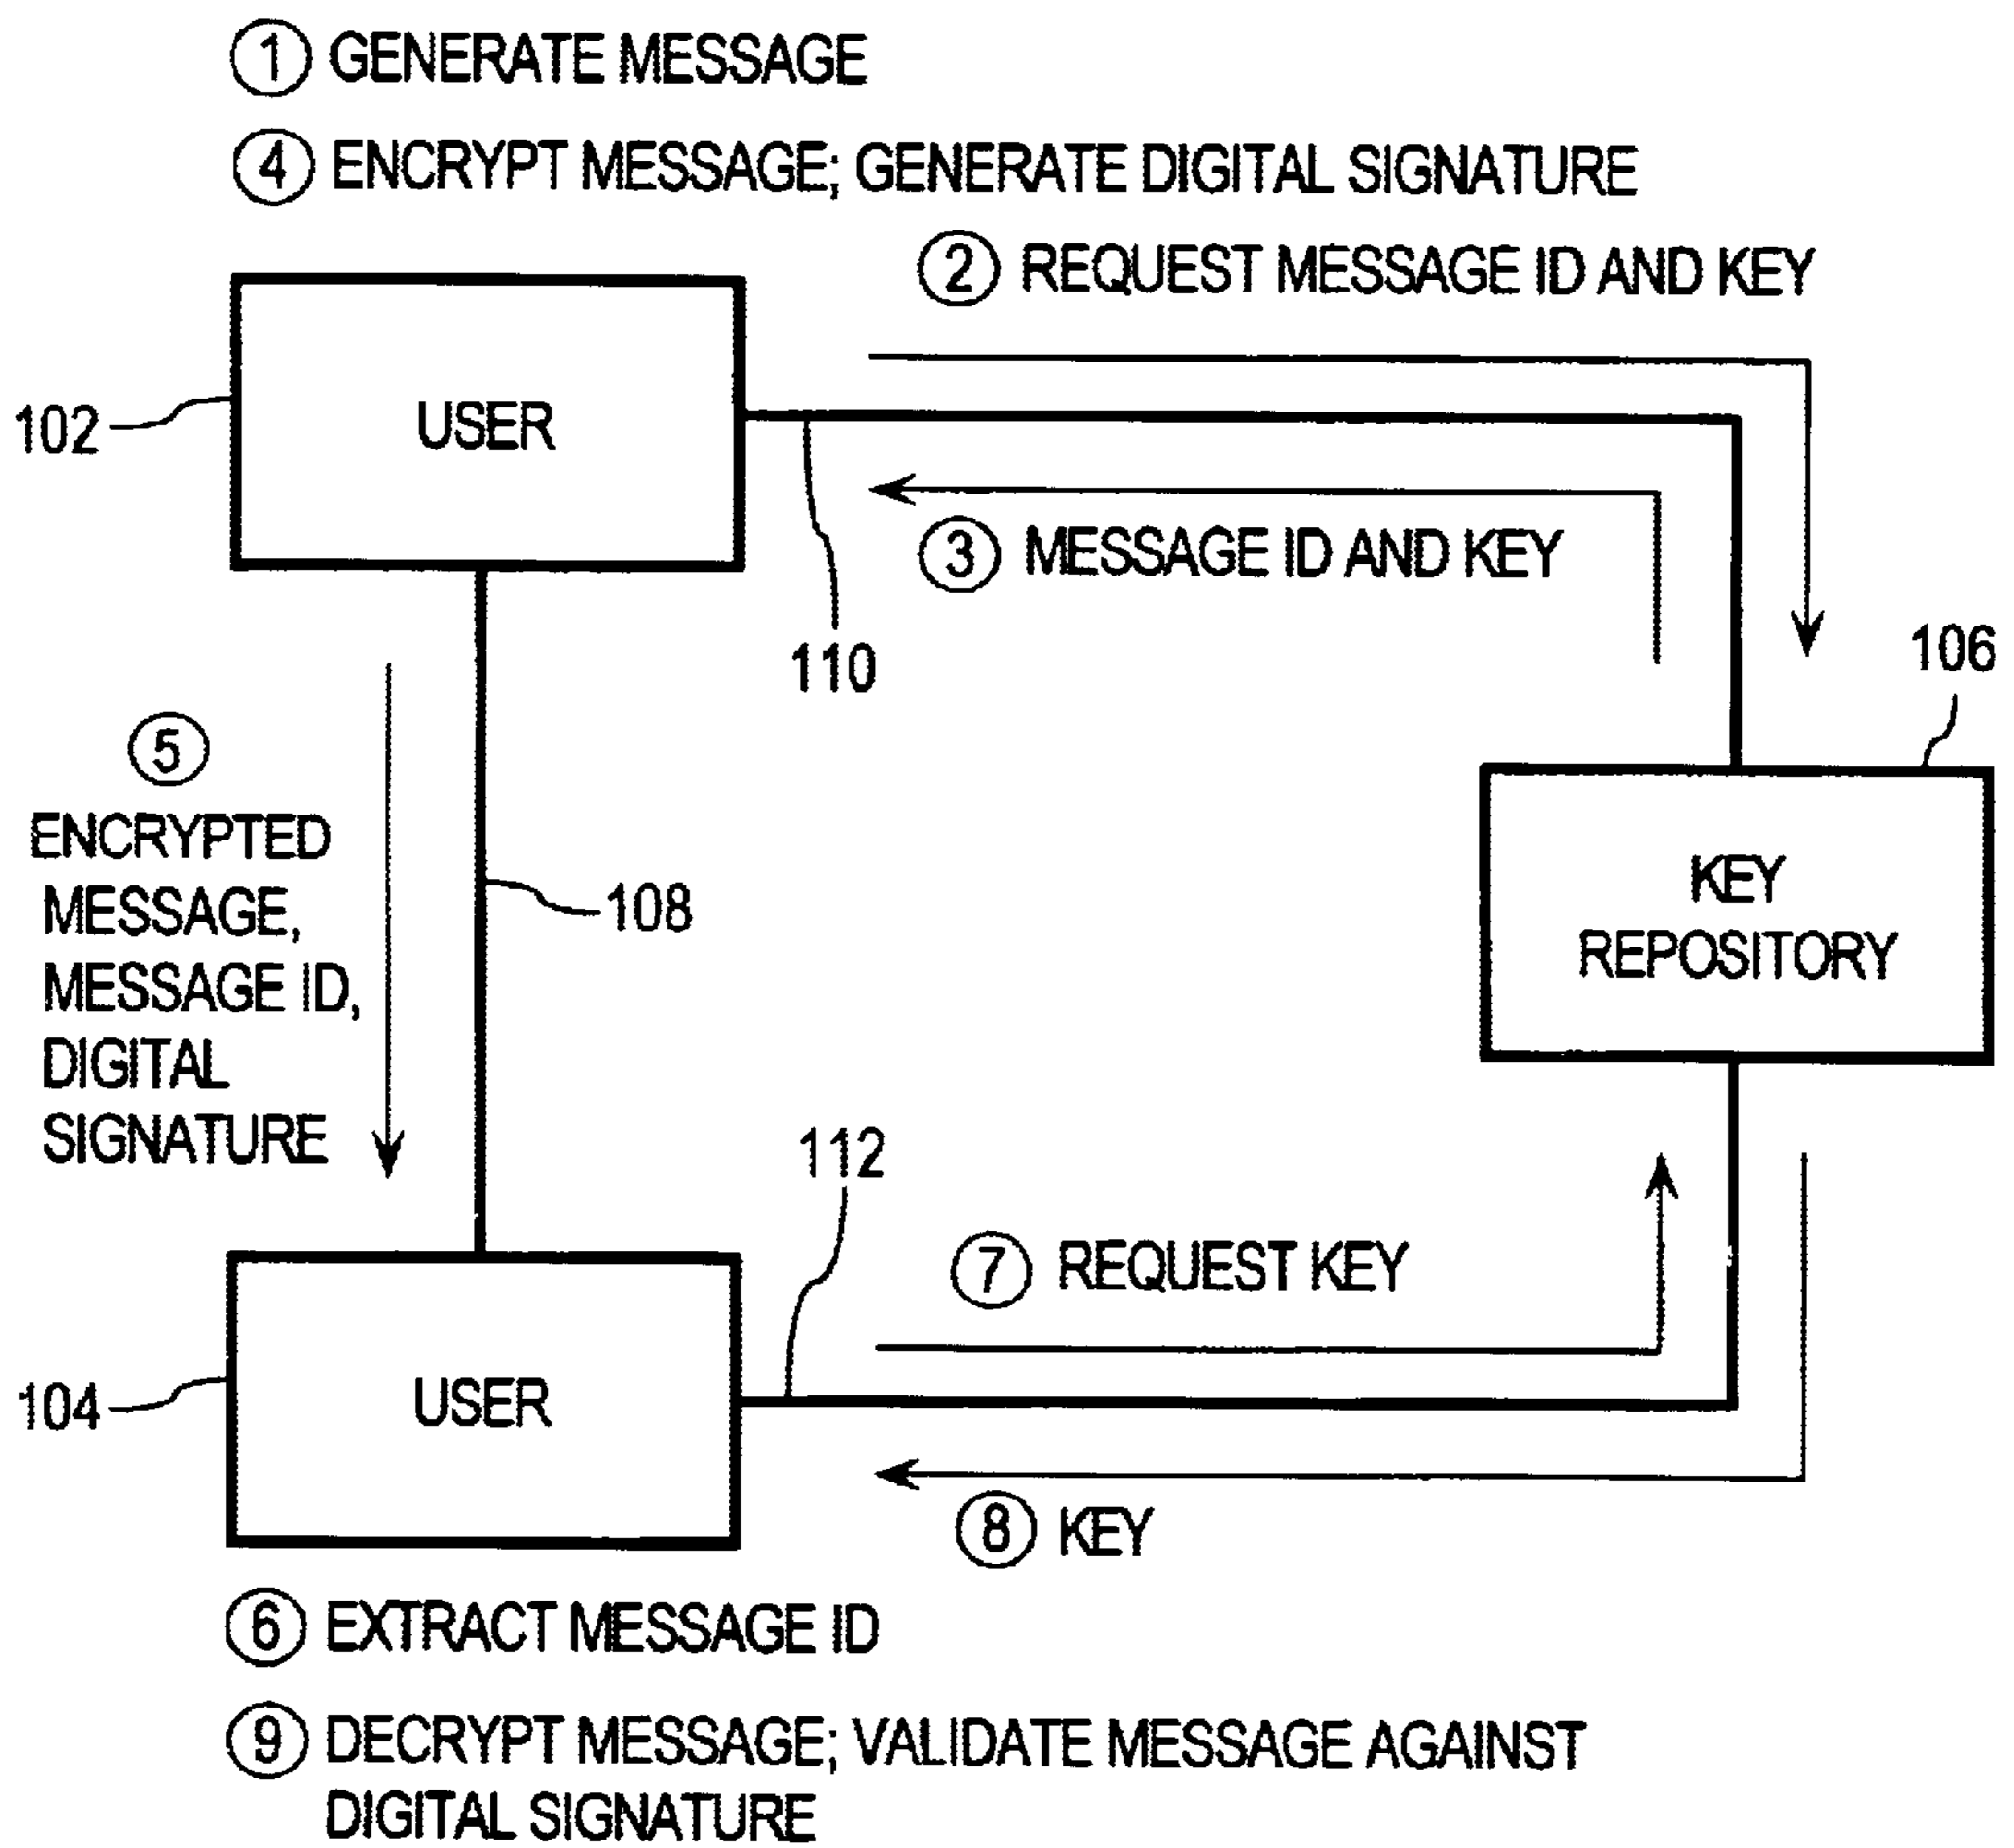 ① GENERATE MESSAGE
④ ENCRYPT MESSAGE; GENERATE DIGITAL SIGNATURE
② REQUEST MESSAGE ID AND KEY
102
USER
③ MESSAGE ID AND KEY
110
106
⑤
ENCRYPTED
MESSAGE,
MESSAGE ID,
DIGITAL
SIGNATURE
108
KEY
REPOSITORY
112
⑦ REQUEST KEY
104
USER
⑧ KEY
⑥ EXTRACT MESSAGE ID
⑨ DECRYPT MESSAGE; VALIDATE MESSAGE AGAINST
DIGITAL SIGNATURE